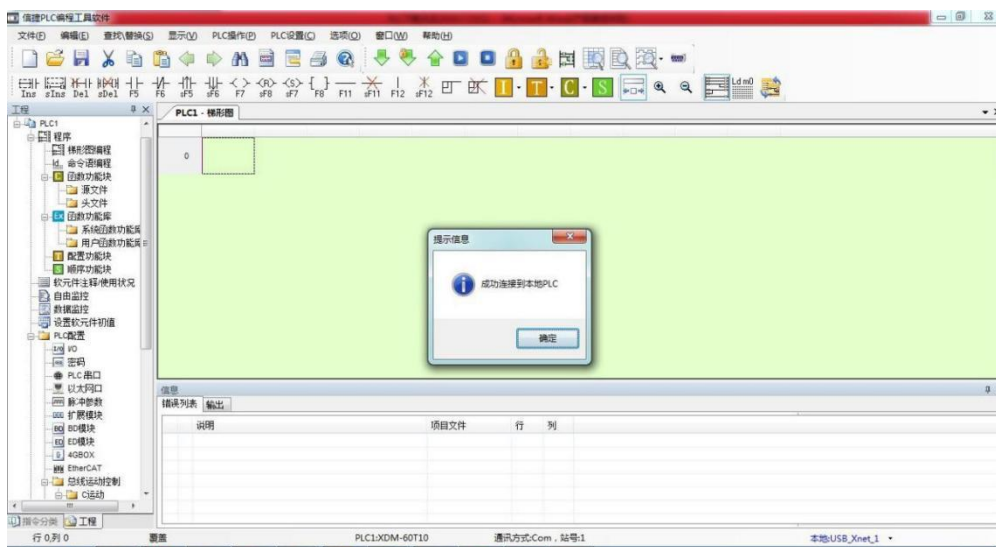 信捷PLC编程工具软件
文件(F) 编辑(E) 查找\替换(S) 显示(V) PLC操作(P) PLC设置(C) 选项(O) 窗口(W) 帮助(H)
Ins sIns Del sDel F5 F6 sF5 sF6 F7 sF8 sF7 F8 F11 sF11 F12 sF12 I T C S Ld m0
工程
PLC1 - 梯形图
PLC1
程序
梯形图编程
命令语编程
函数功能块
源文件
头文件
函数功能库
系统函数功能库
用户函数功能库
配置功能块
顺序功能块
软元件注释/使用状况
自由监控
数据监控
设置软元件初值
PLC配置
I/O I/O
密码
PLC串口
以太网口
脉冲参数
扩展模块
BD BD模块
ED ED模块
4GBOX
EtherCAT
总线运动控制
C运动
指令分类 工程
0
提示信息
成功连接到本地PLC
确定
信息
错误列表 输出
说明 项目文件 行 列
行 0,列 0 覆盖 PLC1:XDM-60T10 通讯方式:Com，站号:1 本地:USB_Xnet_1